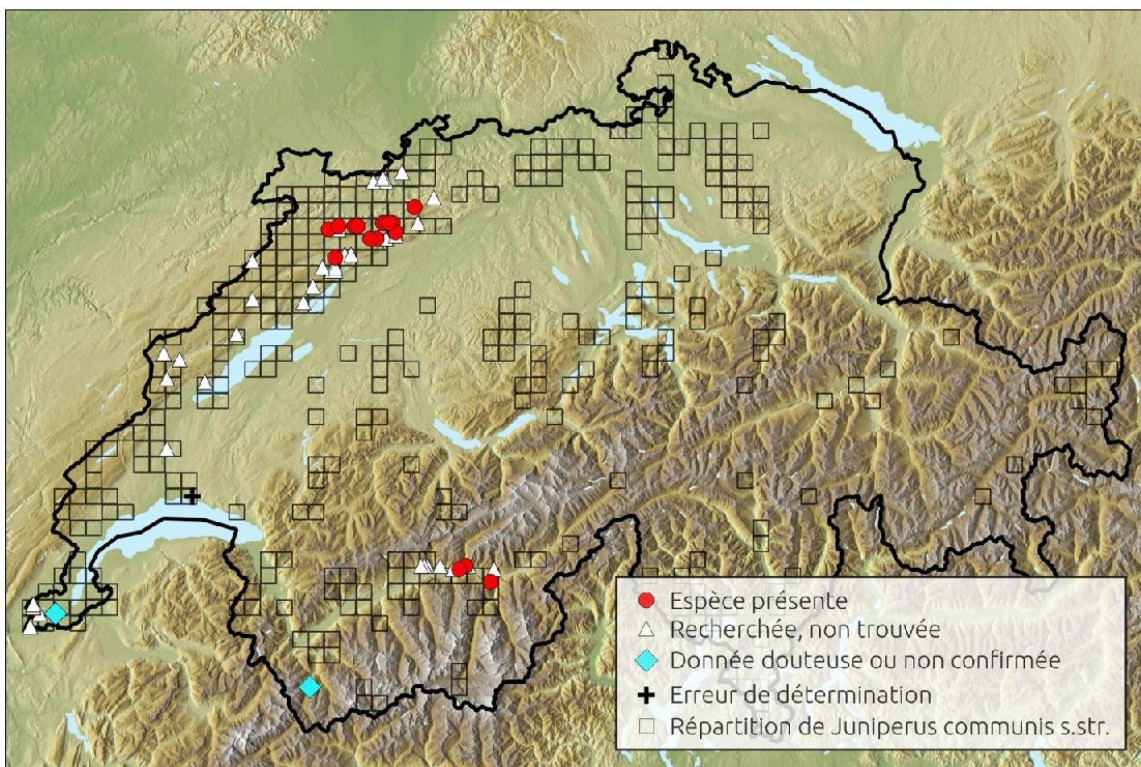 Espèce présente
Recherchée, non trouvée
Donnée douteuse ou non confirmée
Erreur de détermination
Répartition de Juniperus communis s.str.